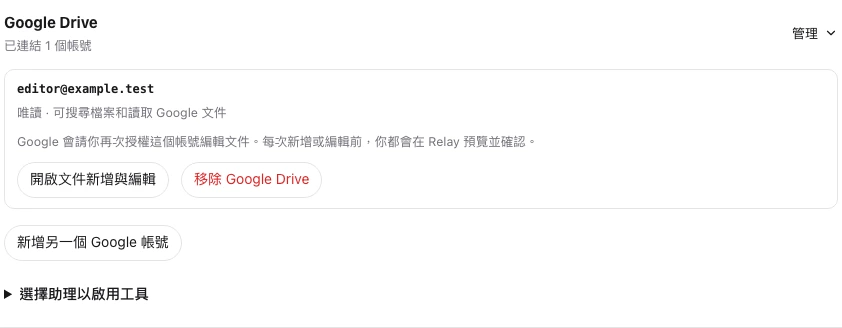 Google Drive
已連結 1 個帳號
管理
editor@example.test
唯讀 · 可搜尋檔案和讀取 Google 文件
Google 會請你再次授權這個帳號編輯文件。每次新增或編輯前，你都會在 Relay 預覽並確認。
開啟文件新增與編輯
移除 Google Drive
新增另一個 Google 帳號
選擇助理以啟用工具